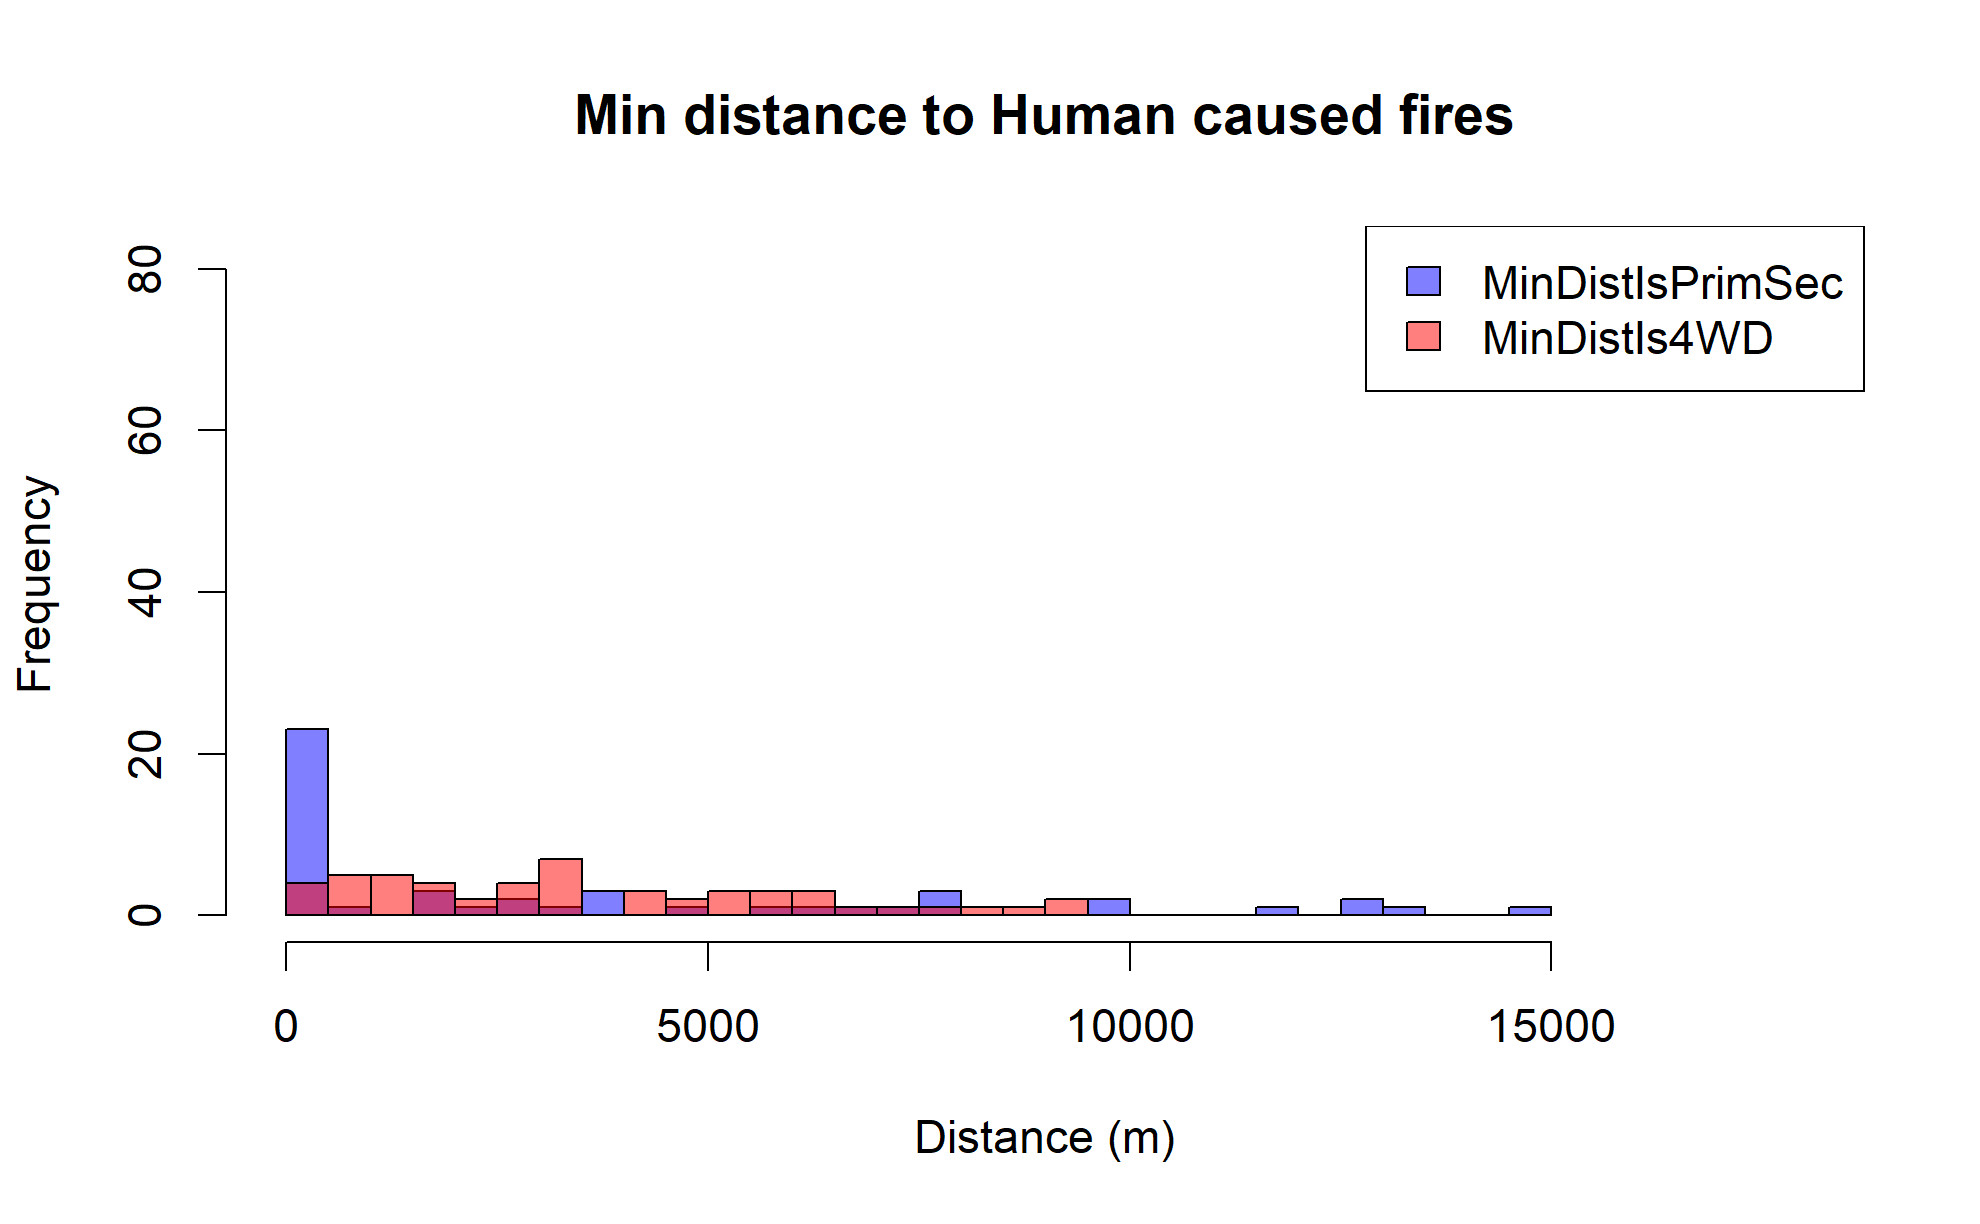 Min distance to Human caused fires
MinDistIsPrimSec
MinDistIs4WD
Frequency
80
60
40
20
0
0 5000 10000 15000
Distance (m)